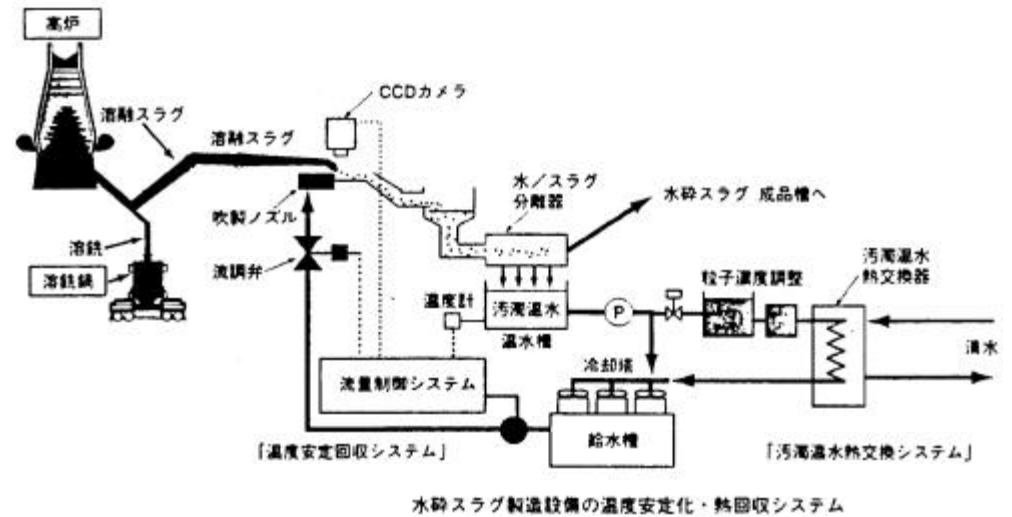 高炉
CCDカメラ
溶融スラグ
溶融スラグ
水/スラグ
分離器
水砕スラグ 成品槽へ
吹製ノズル
溶銑
流調弁
溶銑鍋
汚濁温水
熱交換器
粒子濃度調整
温度計
汚濁温水
P
温水槽
清水
冷却塔
流量制御システム
給水槽
「温度安定回収システム」
「汚濁温水熱交換システム」
水砕スラグ製造設備の温度安定化・熱回収システム